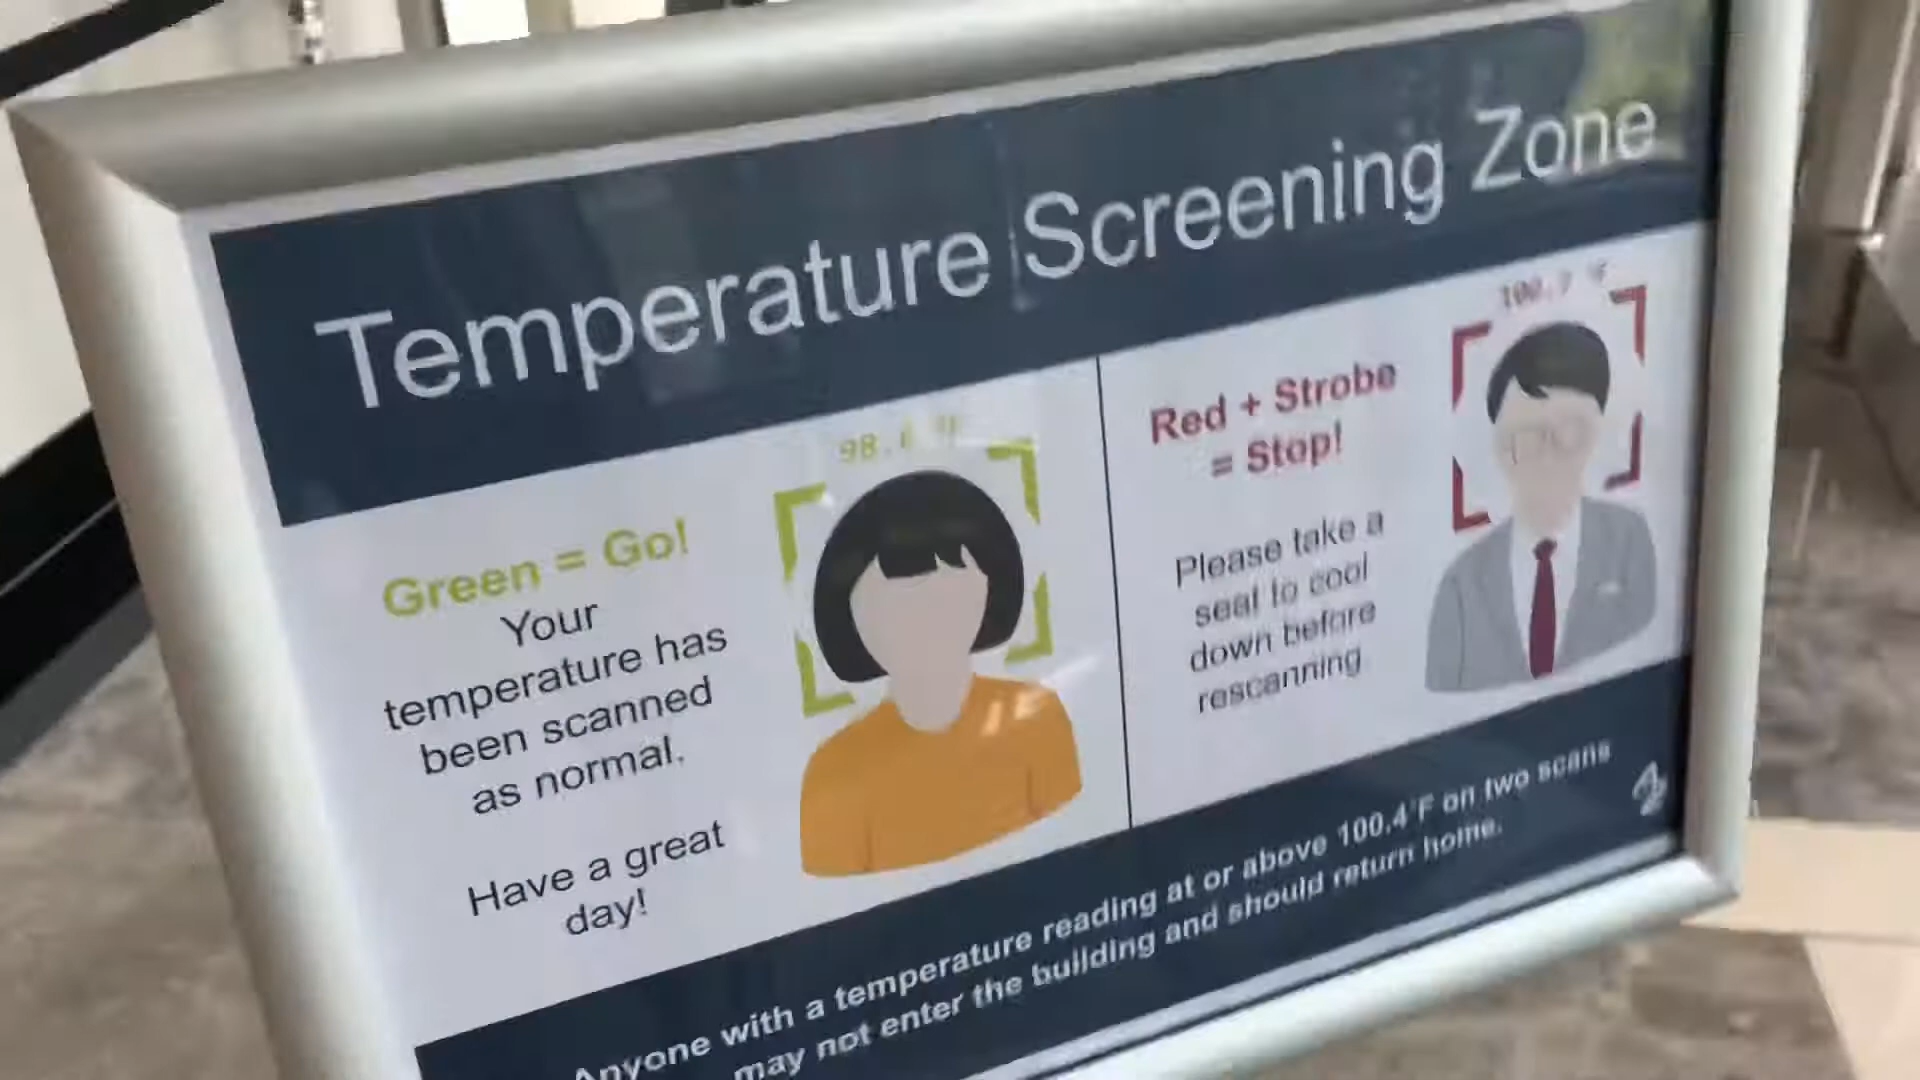 Temperature Screening Zone
Green = Go!
Your
temperature has
been scanned
as normal.
Have a great
day!
Red + Strobe
= Stop!
Please take a
seat to cool
down before
rescanning
Anyone with a temperature reading at or above 100.4°F on two scans
may not enter the building and should return home.